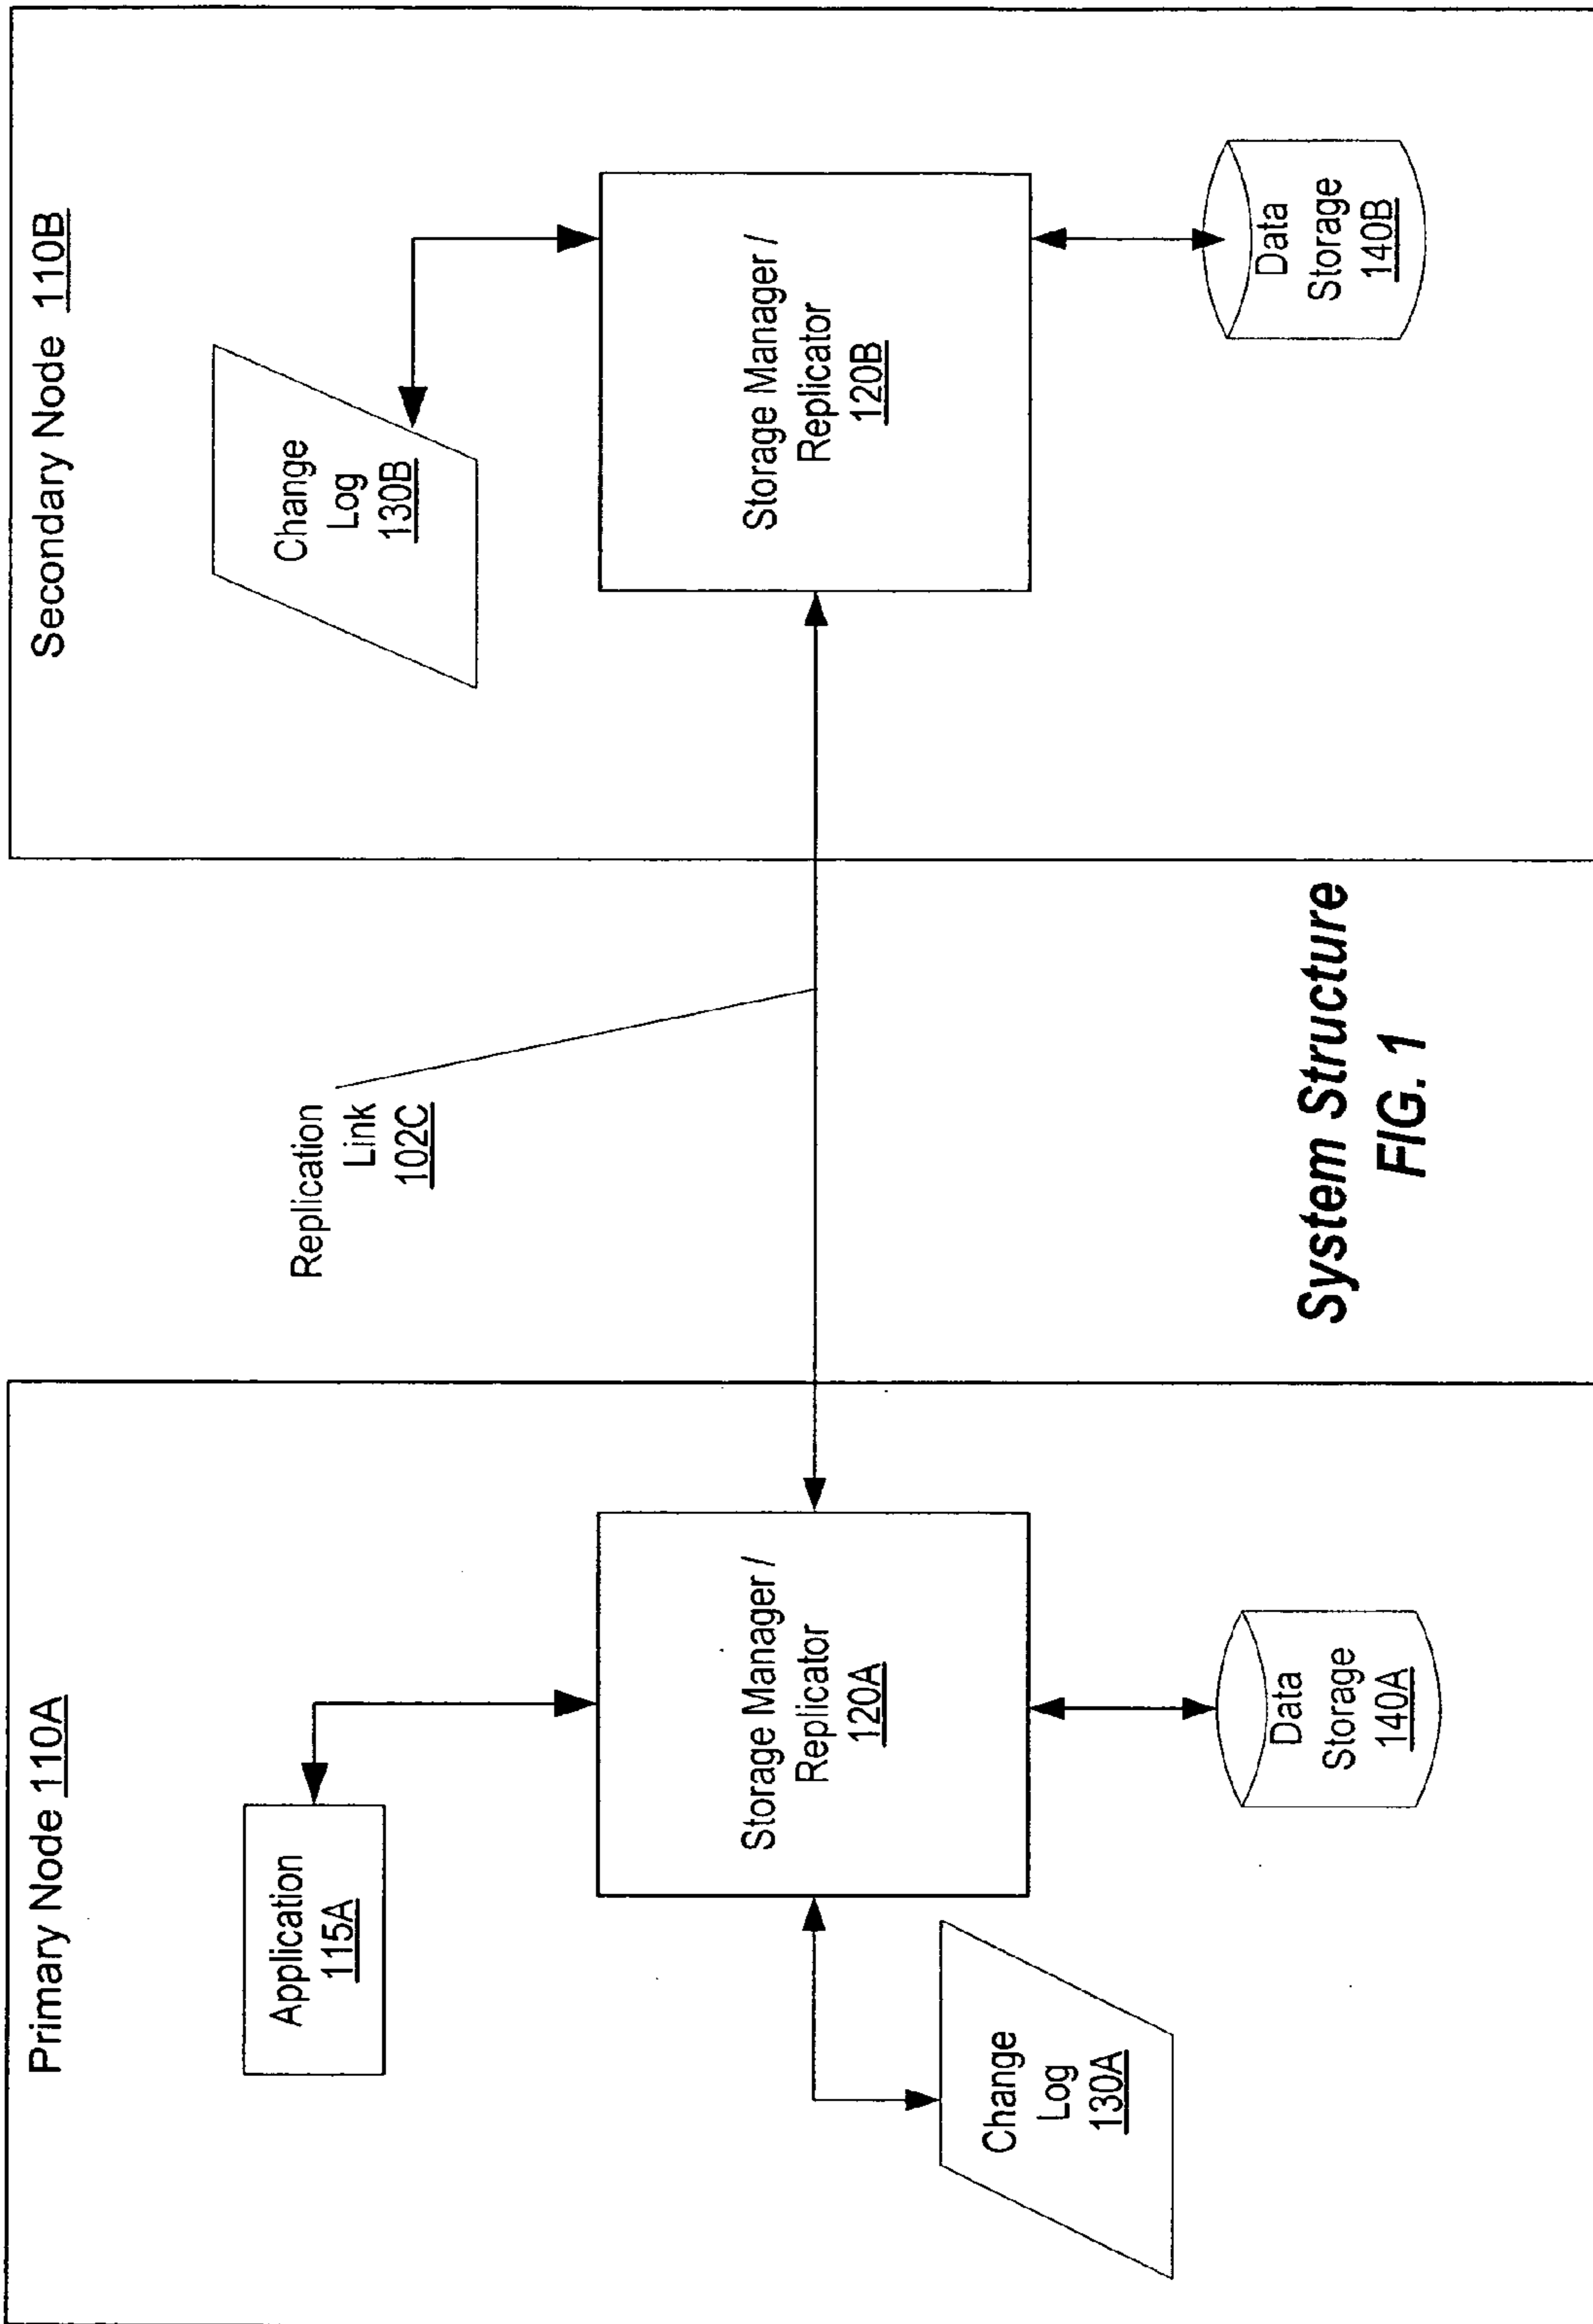 Primary Node 110A
Application
115A
Storage Manager /
Replicator
120A
Change
Log
130A
Data
Storage
140A
Replication
Link
102C
Secondary Node 110B
Change
Log
130B
Storage Manager /
Replicator
120B
Data
Storage
140B
System Structure
FIG. 1